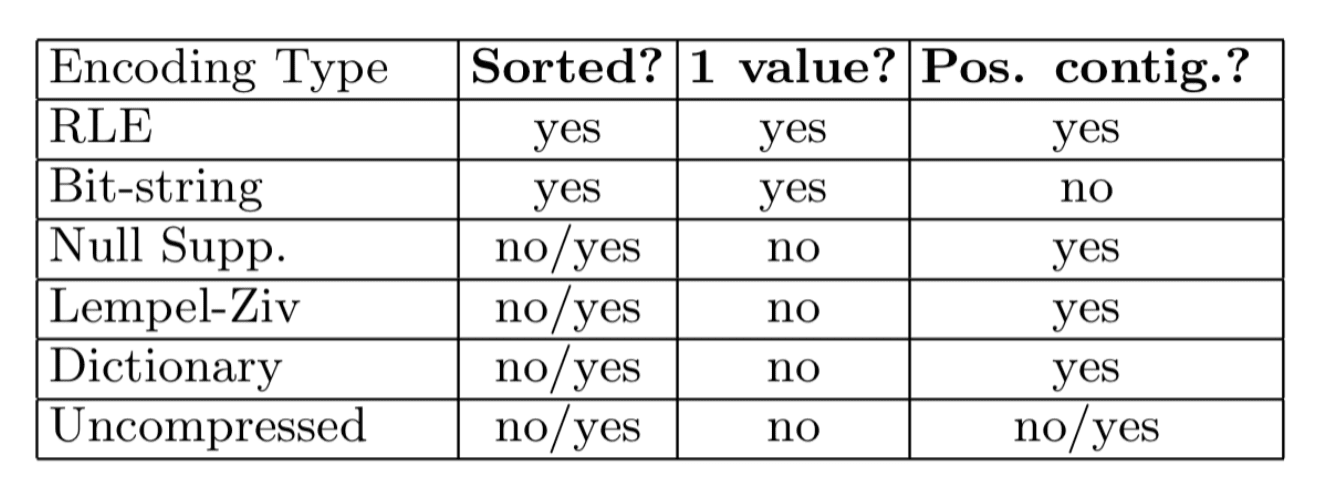 Encoding Type Sorted? 1 value? Pos. contig.?
RLE yes yes yes
Bit-string yes yes no
Null Supp. no/yes no yes
Lempel-Ziv no/yes no yes
Dictionary no/yes no yes
Uncompressed no/yes no no/yes